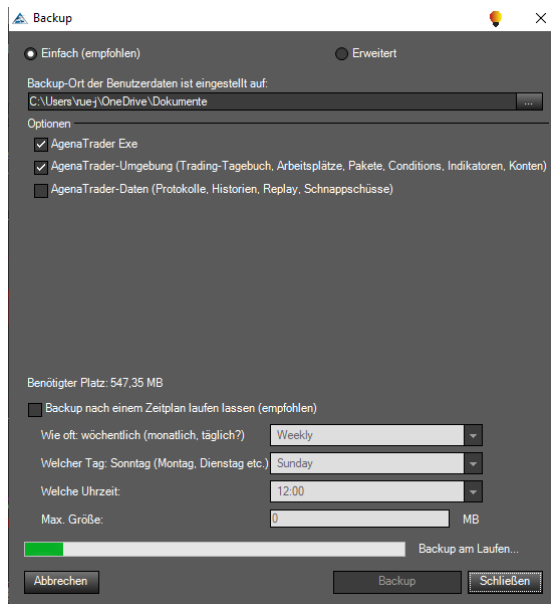 Backup
Einfach (empfohlen) Erweitert
Backup-Ort der Benutzerdaten ist eingestellt auf:
C:\Users\rue-j\OneDrive\Dokumente ...
Optionen
AgenaTrader Exe
AgenaTrader-Umgebung (Trading-Tagebuch, Arbeitsplätze, Pakete, Conditions, Indikatoren, Konten)
AgenaTrader-Daten (Protokolle, Historien, Replay, Schnappschüsse)
Benötigter Platz: 547,35 MB
Backup nach einem Zeitplan laufen lassen (empfohlen)
Wie oft: wöchentlich (monatlich, täglich?) Weekly
Welcher Tag: Sonntag (Montag, Dienstag etc.) Sunday
Welche Uhrzeit: 12:00
Max. Größe: 0 MB
Backup am Laufen...
Abbrechen Backup Schließen